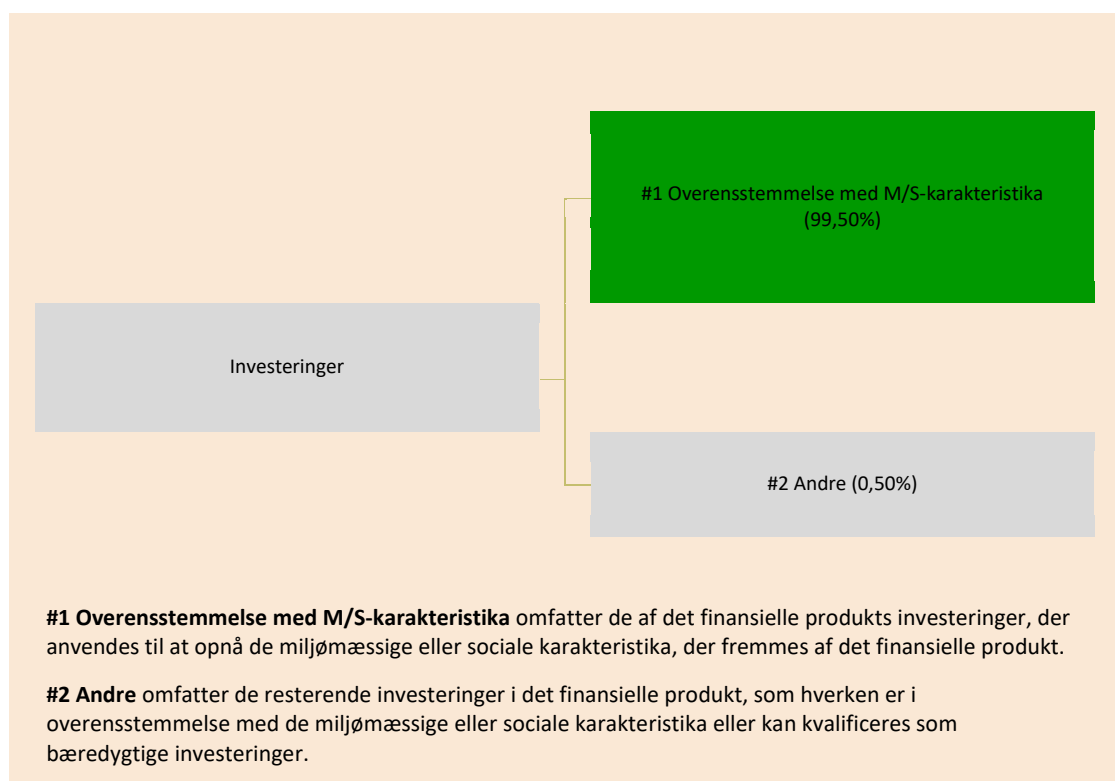 #1 Overensstemmelse med M/S-karakteristika
(99,50%)
Investeringer
#2 Andre (0,50%)
#1 Overensstemmelse med M/S-karakteristika omfatter de af det finansielle produkts investeringer, der
anvendes til at opnå de miljømæssige eller sociale karakteristika, der fremmes af det finansielle produkt.
#2 Andre omfatter de resterende investeringer i det finansielle produkt, som hverken er i
overensstemmelse med de miljømæssige eller sociale karakteristika eller kan kvalificeres som
bæredygtige investeringer.